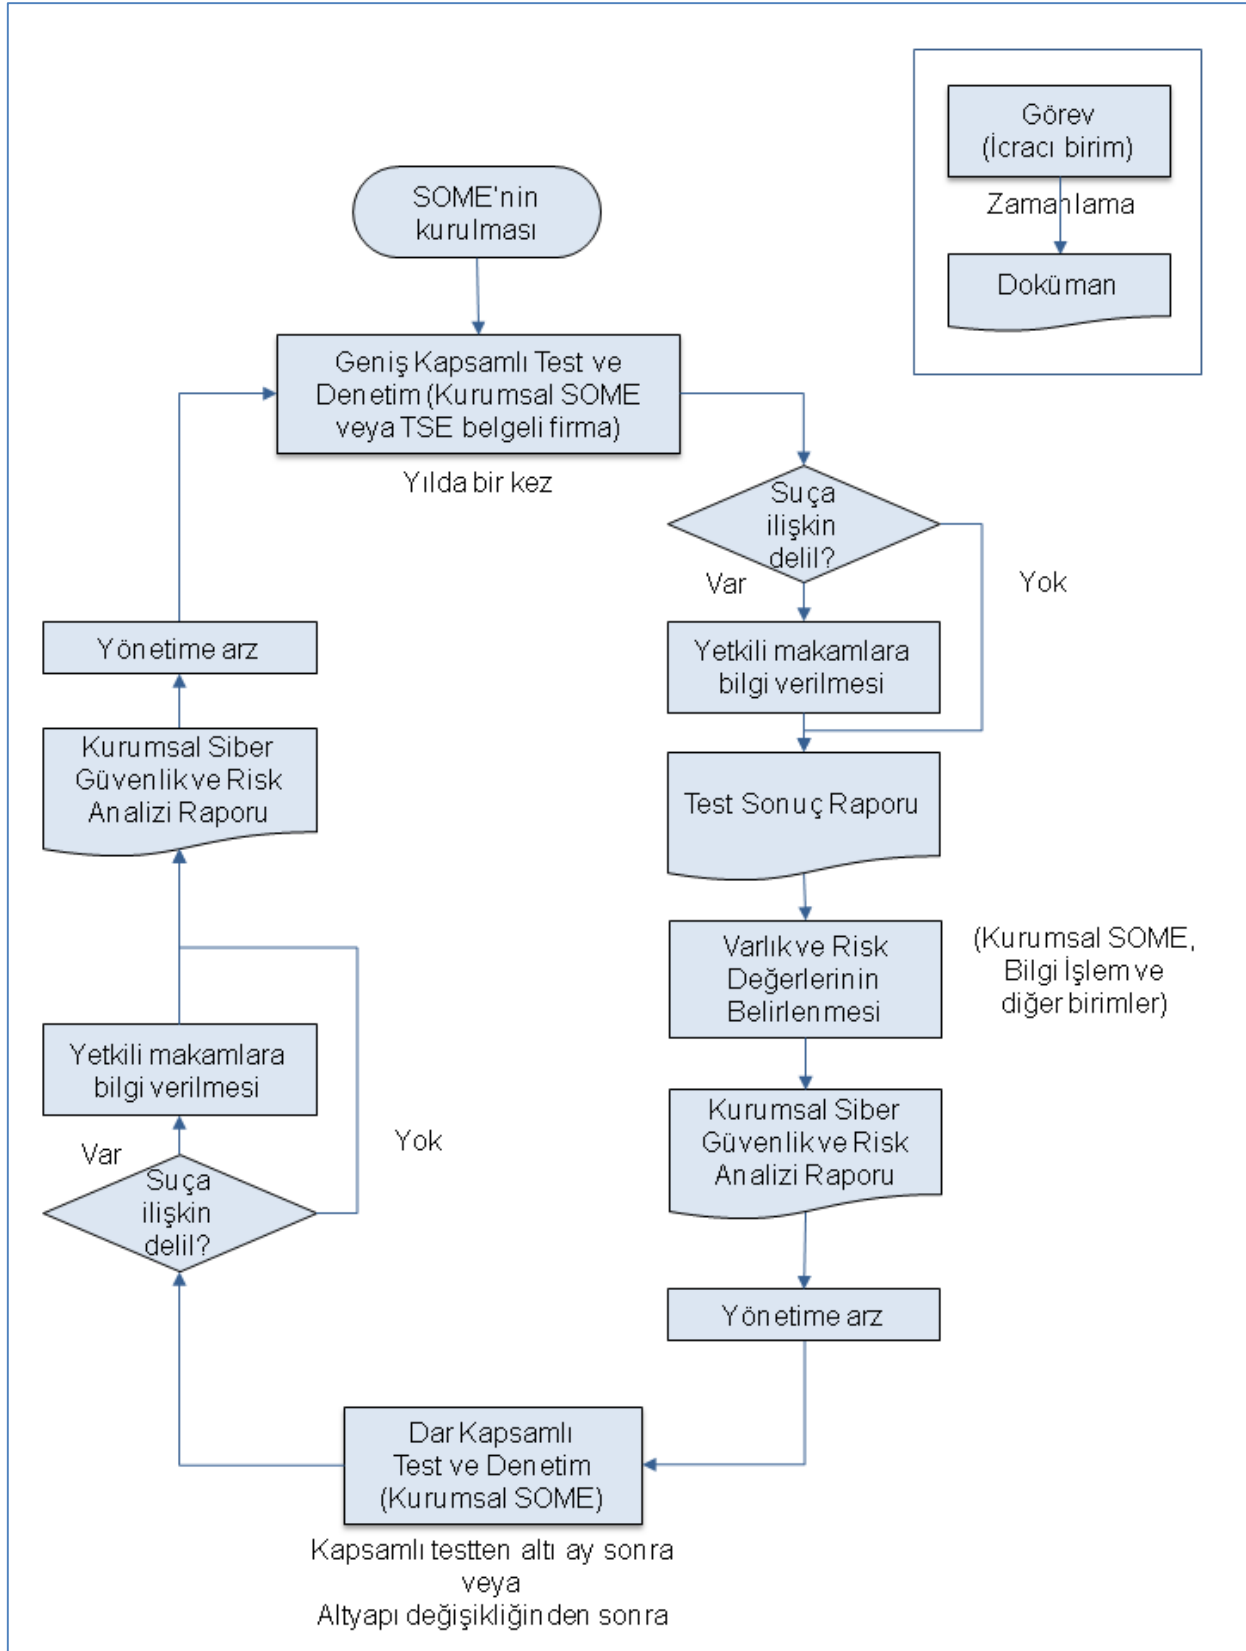 Görev
(İcracı birim)
Zamanlama
Doküman
SOME'nin
kurulması
Geniş Kapsamlı Test ve
Denetim (Kurumsal SOME
veya TSE belgeli firma)
Yılda bir kez
Suça
ilişkin
delil?
Var
Yok
Yetkili makamlara
bilgi verilmesi
Test Sonuç Raporu
Varlık ve Risk
Değerlerinin
Belirlenmesi
(Kurumsal SOME,
Bilgi İşlem ve
diğer birimler)
Kurumsal Siber
Güvenlik ve Risk
Analizi Raporu
Yönetime arz
Dar Kapsamlı
Test ve Denetim
(Kurumsal SOME)
Kapsamlı testten altı ay sonra
veya
Altyapı değişikliğinden sonra
Suça
ilişkin
delil?
Var
Yok
Yetkili makamlara
bilgi verilmesi
Kurumsal Siber
Güvenlik ve Risk
Analizi Raporu
Yönetime arz